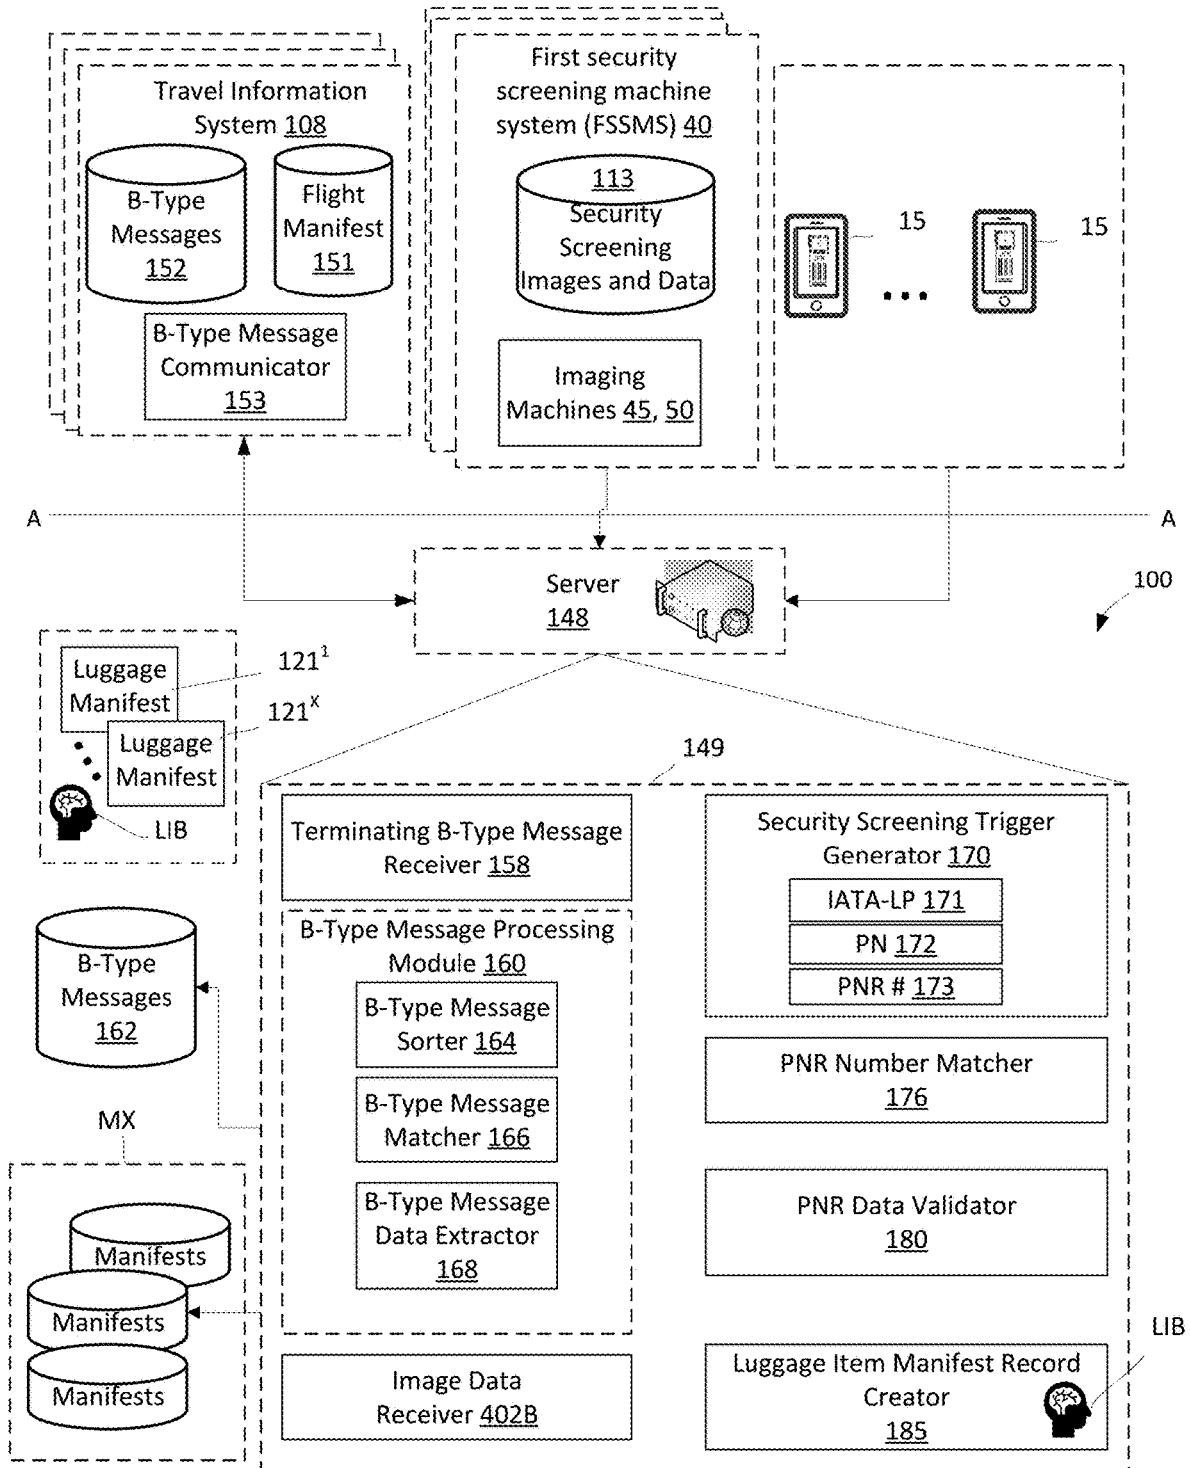 Travel Information
System 108
B-Type
Messages
152
Flight
Manifest
151
B-Type Message
Communicator
153
First security
screening machine
system (FSSMS) 40
113
Security
Screening
Images and Data
Imaging
Machines 45, 50
15
15
A
A
Server
148
100
Luggage
Manifest
121¹
Luggage
Manifest
121ˣ
LIB
149
Terminating B-Type Message
Receiver 158
B-Type Message Processing
Module 160
B-Type Message
Sorter 164
B-Type Message
Matcher 166
B-Type Message
Data Extractor
168
Image Data
Receiver 402B
Security Screening Trigger
Generator 170
IATA-LP 171
PN 172
PNR # 173
PNR Number Matcher
176
PNR Data Validator
180
Luggage Item Manifest Record
Creator
185
LIB
B-Type
Messages
162
MX
Manifests
Manifests
Manifests